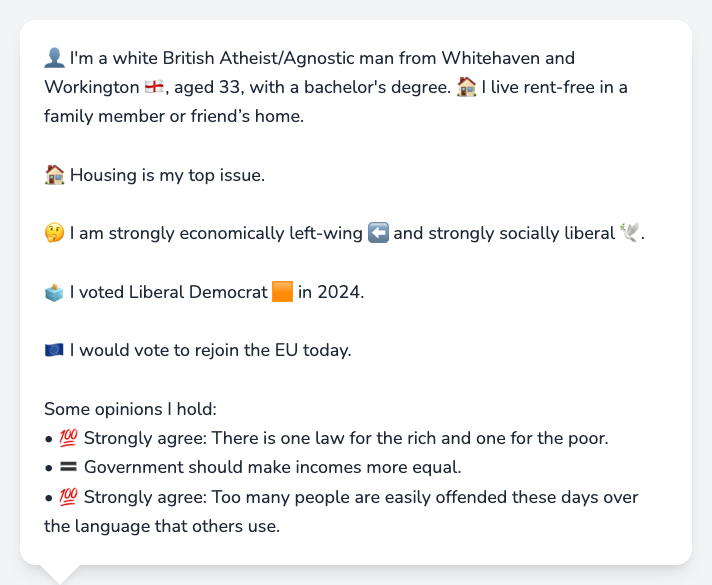 👤 I'm a white British Atheist/Agnostic man from Whitehaven and
Workington 🏴󠁧󠁢󠁥󠁮󠁧󠁿, aged 33, with a bachelor's degree. 🏠 I live rent-free in a
family member or friend’s home.
🏠 Housing is my top issue.
🤔 I am strongly economically left-wing ⬅️ and strongly socially liberal 🕊️.
🗳️ I voted Liberal Democrat 🟧 in 2024.
🇪🇺 I would vote to rejoin the EU today.
Some opinions I hold:
• 💯 Strongly agree: There is one law for the rich and one for the poor.
• 🟰 Government should make incomes more equal.
• 💯 Strongly agree: Too many people are easily offended these days over
the language that others use.